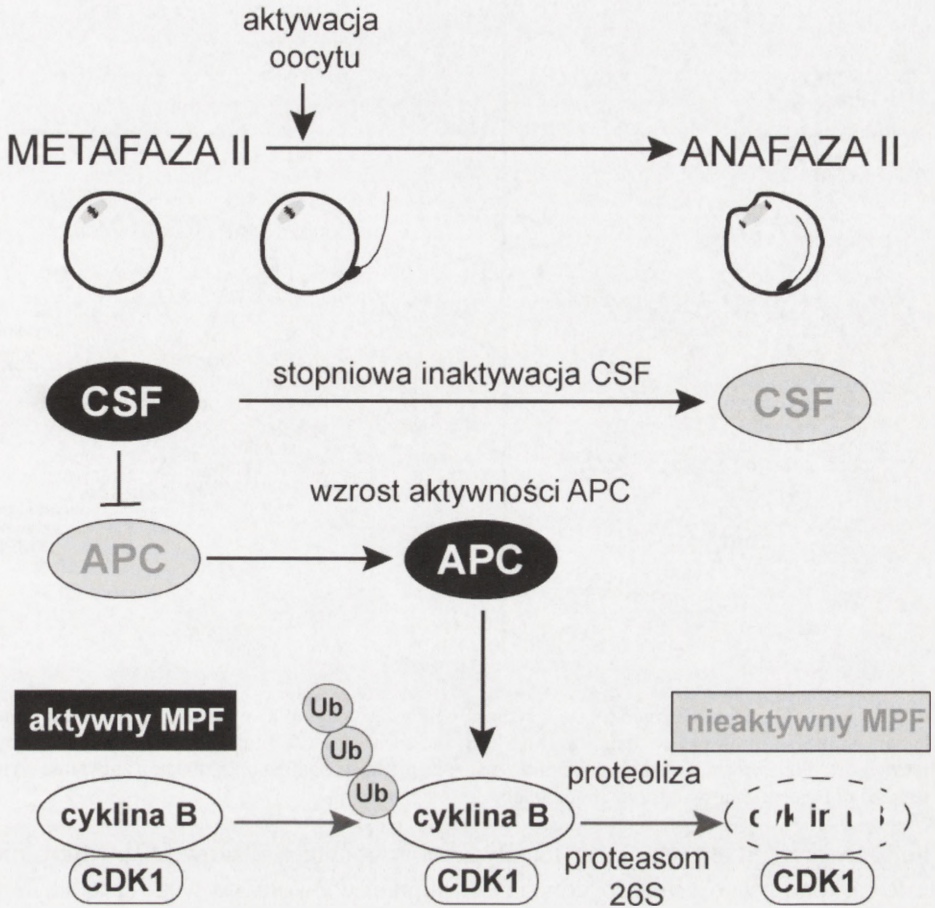 aktywacja
oocytu
METAFAZA II
ANAFAZA II
CSF
stopniowa inaktywacja CSF
CSF
wzrost aktywności APC
APC
APC
aktywny MPF
Ub
Ub
Ub
nieaktywny MPF
cyklina B
cyklina B
proteoliza
proteasom
26S
CDK1
CDK1
CDK1